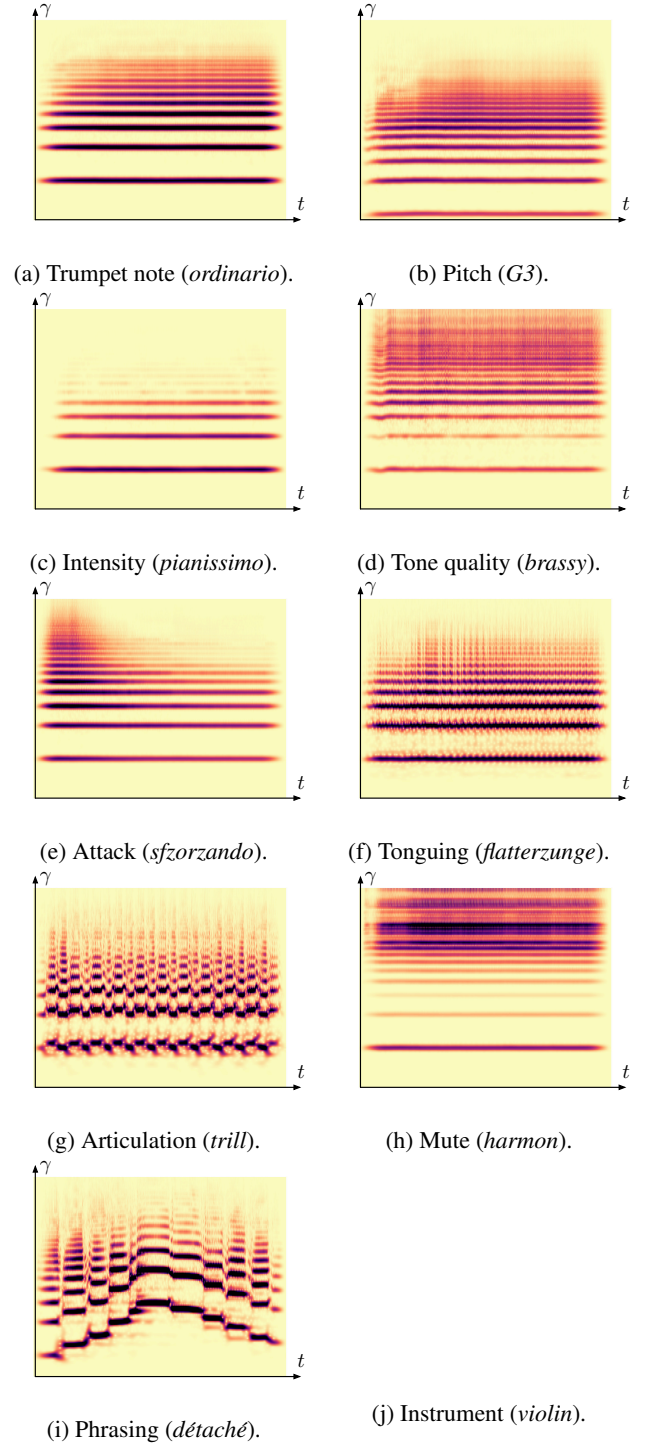 γ
γ
t
t
(a) Trumpet note (ordinario).
(b) Pitch (G3).
γ
γ
t
t
(c) Intensity (pianissimo).
(d) Tone quality (brassy).
γ
γ
t
t
(e) Attack (sfzorzando).
(f) Tonguing (flatterzunge).
γ
γ
t
t
(g) Articulation (trill).
(h) Mute (harmon).
γ
t
(i) Phrasing (détaché).
(j) Instrument (violin).